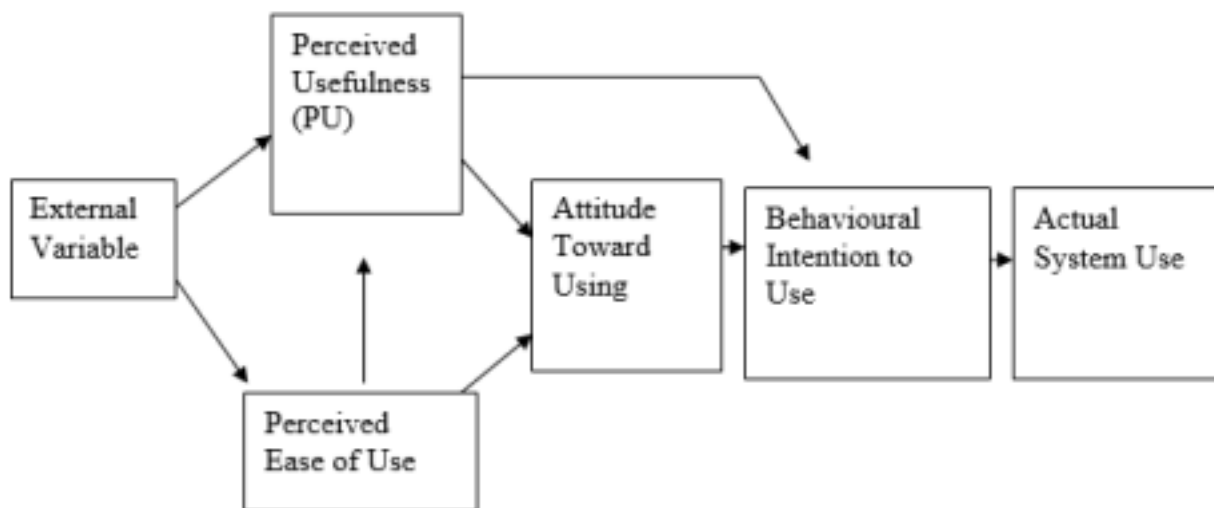 Perceived
Usefulness
(PU)
External
Variable
Attitude
Toward
Using
Behavioural
Intention to
Use
Actual
System Use
Perceived
Ease of Use